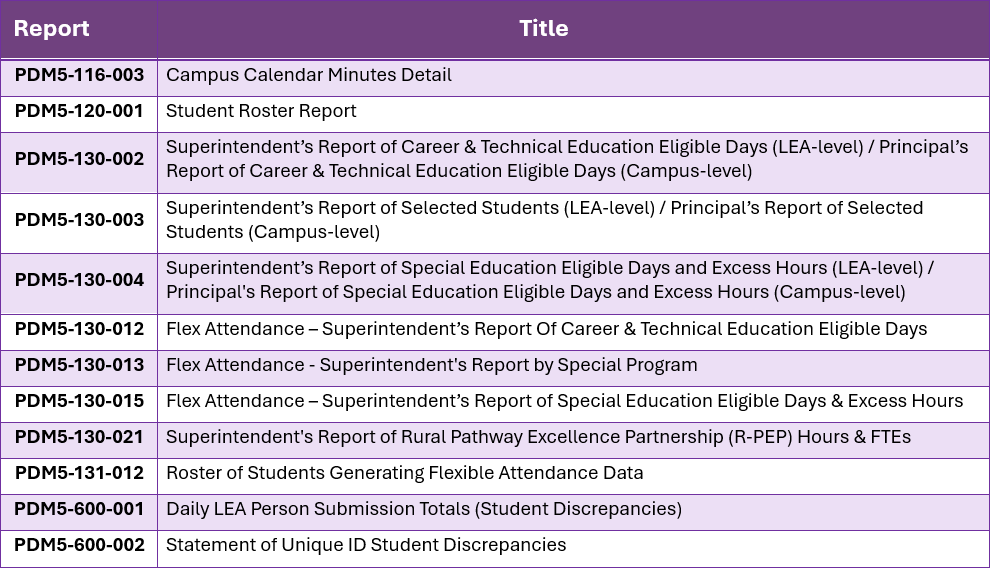 Report Title
PDM5-116-003 Campus Calendar Minutes Detail
PDM5-120-001 Student Roster Report
PDM5-130-002 Superintendent’s Report of Career & Technical Education Eligible Days (LEA-level) / Principal’s
Report of Career & Technical Education Eligible Days (Campus-level)
PDM5-130-003 Superintendent’s Report of Selected Students (LEA-level) / Principal’s Report of Selected
Students (Campus-level)
PDM5-130-004 Superintendent’s Report of Special Education Eligible Days and Excess Hours (LEA-level) /
Principal's Report of Special Education Eligible Days and Excess Hours (Campus-level)
PDM5-130-012 Flex Attendance – Superintendent’s Report Of Career & Technical Education Eligible Days
PDM5-130-013 Flex Attendance - Superintendent's Report by Special Program
PDM5-130-015 Flex Attendance – Superintendent’s Report of Special Education Eligible Days & Excess Hours
PDM5-130-021 Superintendent's Report of Rural Pathway Excellence Partnership (R-PEP) Hours & FTEs
PDM5-131-012 Roster of Students Generating Flexible Attendance Data
PDM5-600-001 Daily LEA Person Submission Totals (Student Discrepancies)
PDM5-600-002 Statement of Unique ID Student Discrepancies